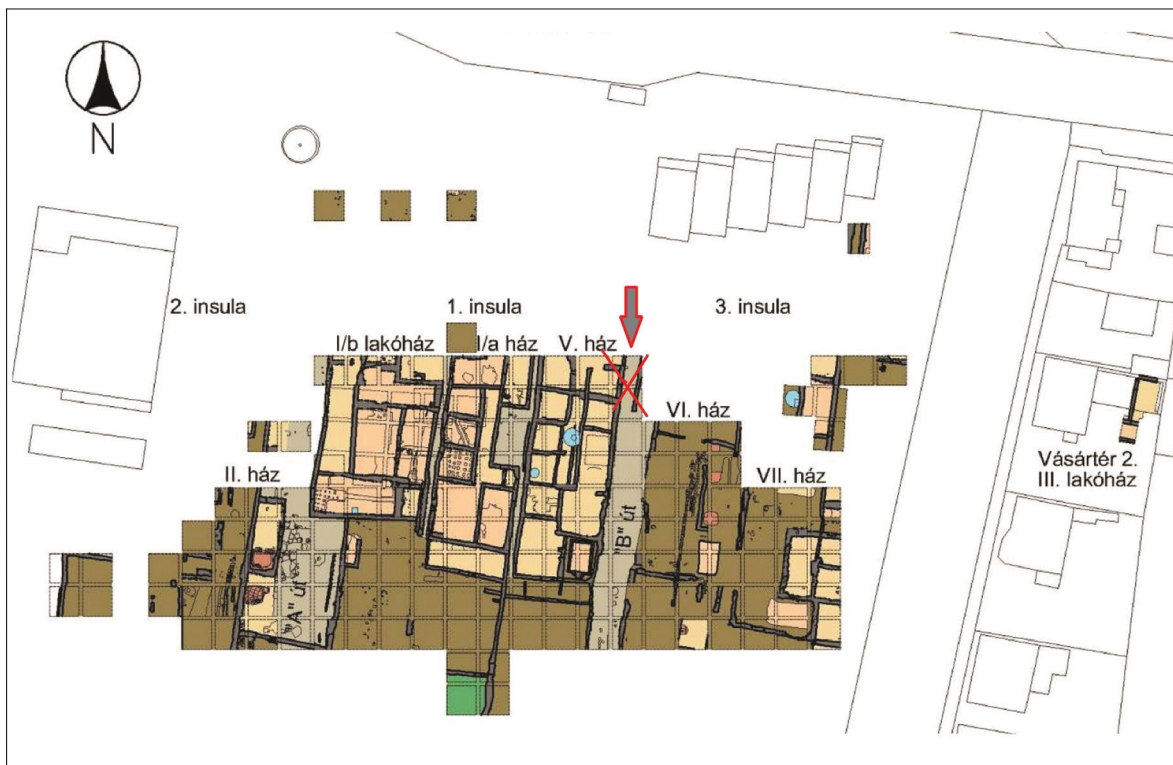 N
2. insula
1. insula
3. insula
I/b lakóház
I/a ház
V. ház
VI. ház
II. ház
VII. ház
Vásártér 2.
III. lakóház
"A" út
"B" út